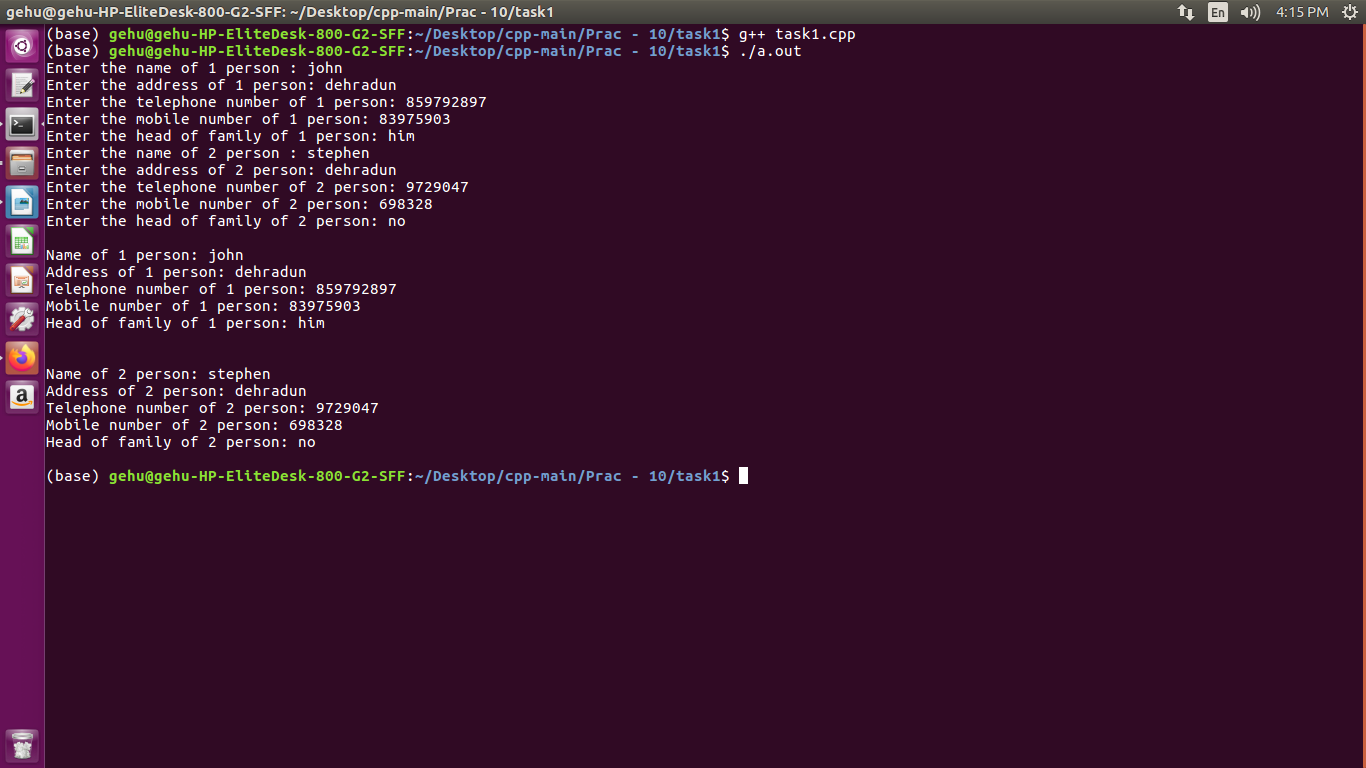 gehu@gehu-HP-EliteDesk-800-G2-SFF: ~/Desktop/cpp-main/Prac - 10/task1
En
4:15 PM
(base) gehu@gehu-HP-EliteDesk-800-G2-SFF:~/Desktop/cpp-main/Prac - 10/task1$ g++ task1.cpp
(base) gehu@gehu-HP-EliteDesk-800-G2-SFF:~/Desktop/cpp-main/Prac - 10/task1$ ./a.out
Enter the name of 1 person : john
Enter the address of 1 person: dehradun
Enter the telephone number of 1 person: 859792897
Enter the mobile number of 1 person: 83975903
Enter the head of family of 1 person: him
Enter the name of 2 person : stephen
Enter the address of 2 person: dehradun
Enter the telephone number of 2 person: 9729047
Enter the mobile number of 2 person: 698328
Enter the head of family of 2 person: no
Name of 1 person: john
Address of 1 person: dehradun
Telephone number of 1 person: 859792897
Mobile number of 1 person: 83975903
Head of family of 1 person: him
Name of 2 person: stephen
Address of 2 person: dehradun
Telephone number of 2 person: 9729047
Mobile number of 2 person: 698328
Head of family of 2 person: no
(base) gehu@gehu-HP-EliteDesk-800-G2-SFF:~/Desktop/cpp-main/Prac - 10/task1$
a